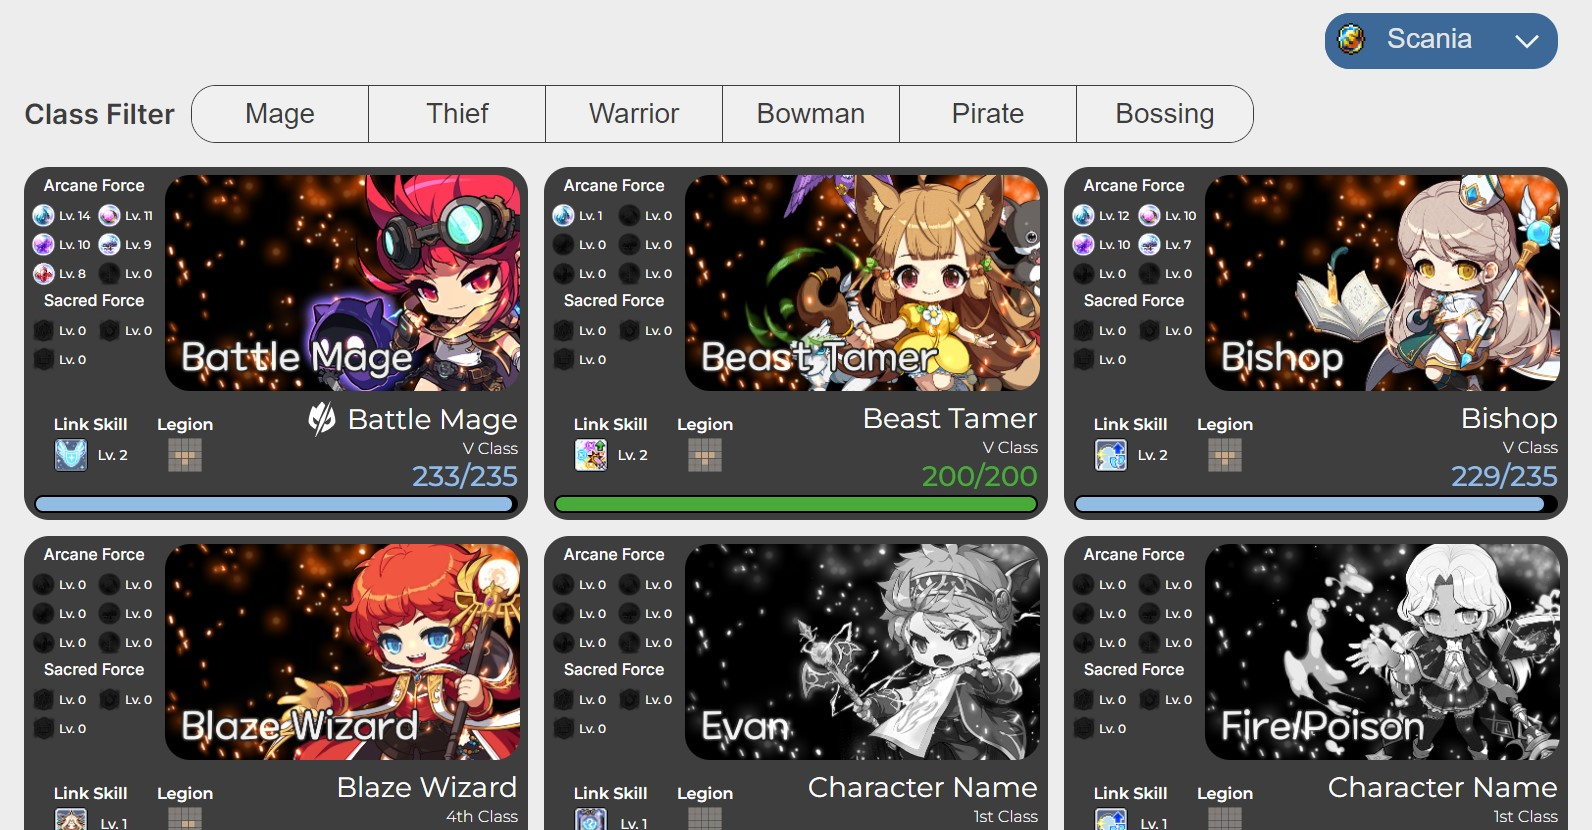 Scania
Class Filter Mage Thief Warrior Bowman Pirate Bossing
Arcane Force
Lv. 14 Lv. 11
Lv. 10 Lv. 9
Lv. 8 Lv. 0
Sacred Force
Lv. 0 Lv. 0
Lv. 0
Battle Mage
Link Skill Legion
Lv. 2
Battle Mage
V Class
233/235
Arcane Force
Lv. 1 Lv. 0
Lv. 0 Lv. 0
Lv. 0 Lv. 0
Sacred Force
Lv. 0 Lv. 0
Lv. 0
Beast Tamer
Link Skill Legion
Lv. 2
Beast Tamer
V Class
200/200
Arcane Force
Lv. 12 Lv. 10
Lv. 10 Lv. 7
Lv. 0 Lv. 0
Sacred Force
Lv. 0 Lv. 0
Lv. 0
Bishop
Link Skill Legion
Lv. 2
Bishop
V Class
229/235
Arcane Force
Lv. 0 Lv. 0
Lv. 0 Lv. 0
Lv. 0 Lv. 0
Sacred Force
Lv. 0 Lv. 0
Lv. 0
Blaze Wizard
Link Skill Legion
Lv. 1
Blaze Wizard
4th Class
Arcane Force
Lv. 0 Lv. 0
Lv. 0 Lv. 0
Lv. 0 Lv. 0
Sacred Force
Lv. 0 Lv. 0
Lv. 0
Evan
Link Skill Legion
Lv. 1
Character Name
1st Class
Arcane Force
Lv. 0 Lv. 0
Lv. 0 Lv. 0
Lv. 0 Lv. 0
Sacred Force
Lv. 0 Lv. 0
Lv. 0
Fire/Poison
Link Skill Legion
Lv. 1
Character Name
1st Class